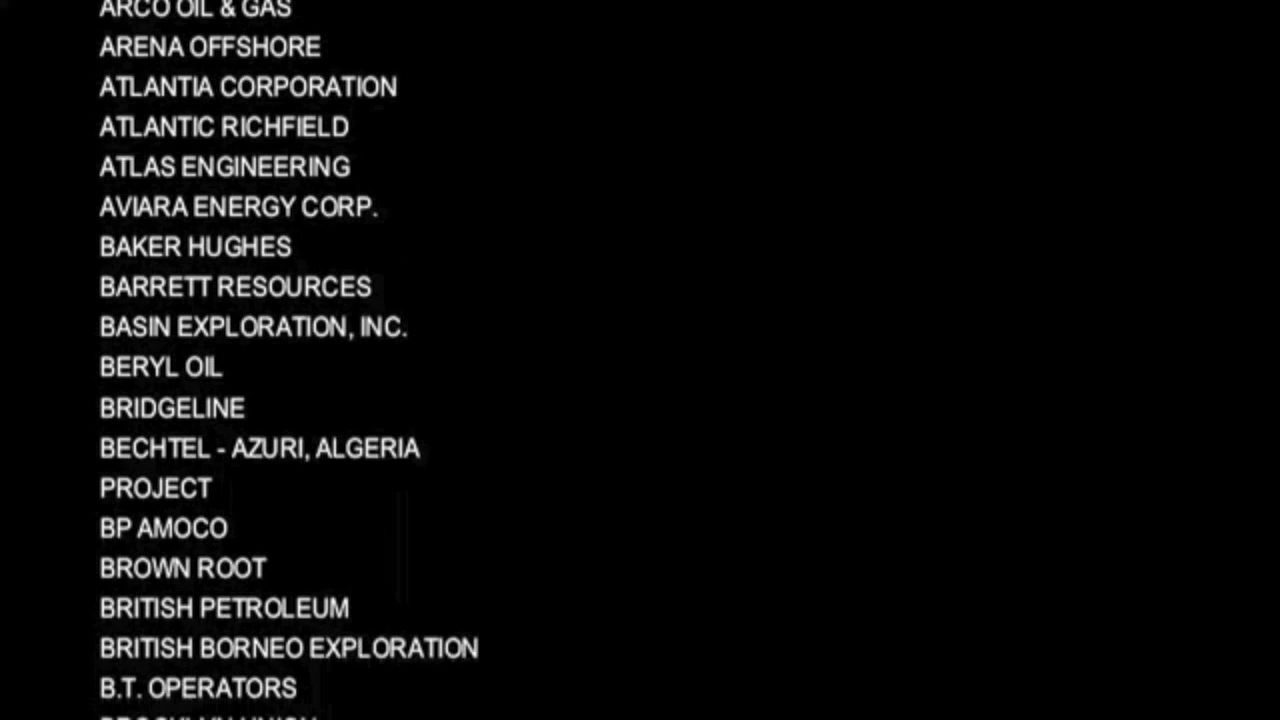 ARCO OIL & GAS
ARENA OFFSHORE
ATLANTIA CORPORATION
ATLANTIC RICHFIELD
ATLAS ENGINEERING
AVIARA ENERGY CORP.
BAKER HUGHES
BARRETT RESOURCES
BASIN EXPLORATION, INC.
BERYL OIL
BRIDGELINE
BECHTEL - AZURI, ALGERIA
PROJECT
BP AMOCO
BROWN ROOT
BRITISH PETROLEUM
BRITISH BORNEO EXPLORATION
B.T. OPERATORS